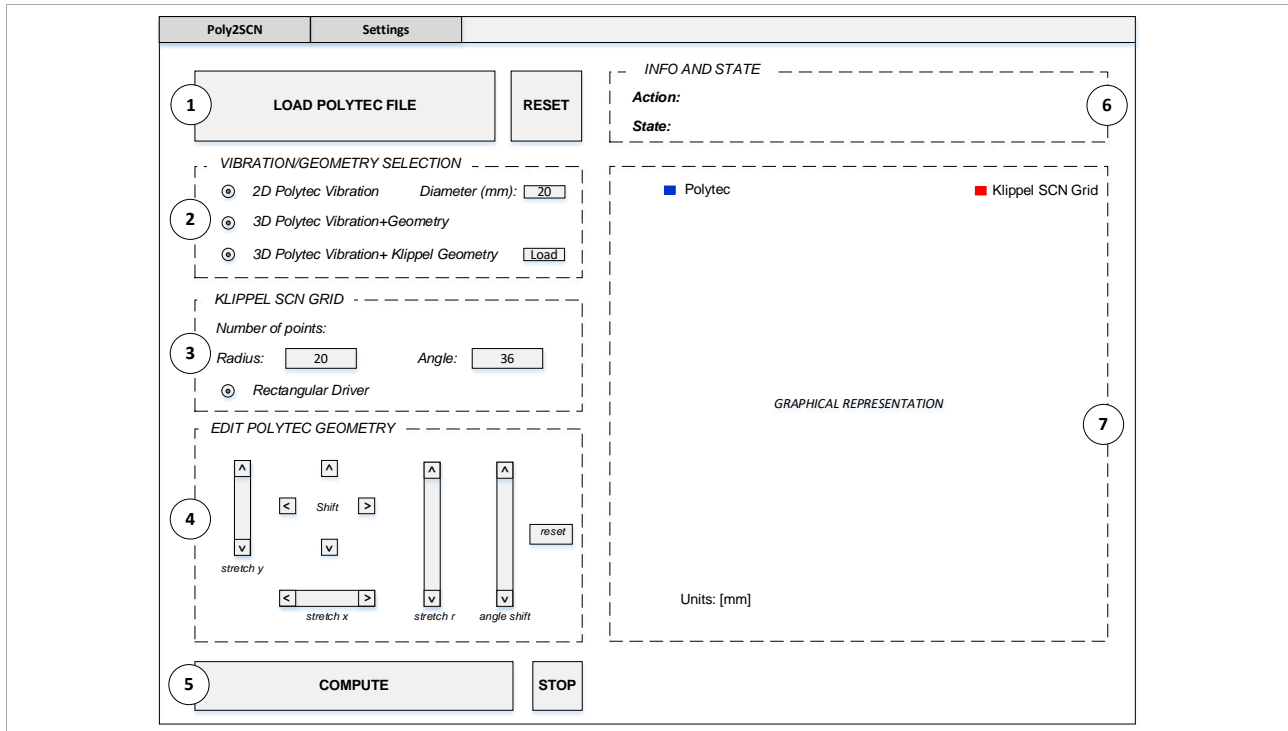 Poly2SCN Settings
1
LOAD POLYTEC FILE
RESET
VIBRATION/GEOMETRY SELECTION
2
2D Polytec Vibration Diameter (mm): 20
3D Polytec Vibration+Geometry
3D Polytec Vibration+ Klippel Geometry Load
KLIPPEL SCN GRID
3
Number of points:
Radius: 20 Angle: 36
Rectangular Driver
EDIT POLYTEC GEOMETRY
4
^ ^ ^ ^
< Shift >
reset
v v
stretch y
< > v v
stretch x stretch r angle shift
5
COMPUTE
STOP
INFO AND STATE
Action:
State:
6
Polytec Klippel SCN Grid
GRAPHICAL REPRESENTATION
7
Units: [mm]